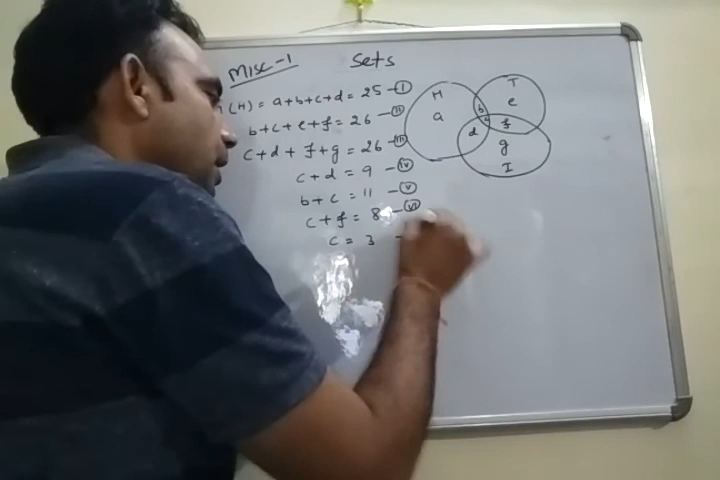 Misc-1 Sets
(H) = a+b+c+d = 25 - (i)
b+c+e+f = 26 - (ii)
c+d+f+g = 26 - (iii)
c+d = 9 - (iv)
b+c = 11 - (v)
c+f = 8 - (vi)
c = 3 -
H
T
a
b
e
c
f
d
g
I